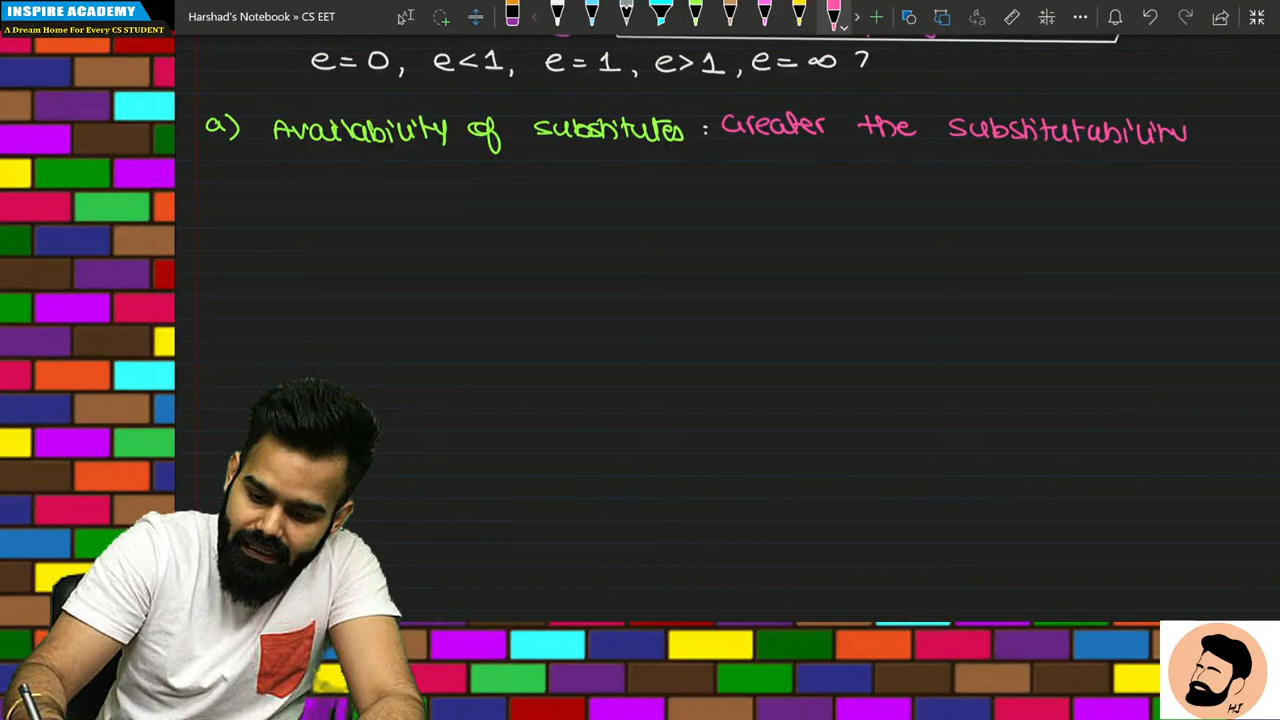 INSPIRE ACADEMY
A Dream Home For Every CS STUDENT
Harshad's Notebook » CS EET
e = 0, e < 1, e = 1, e > 1, e = ∞ ?
a) Availability of substitutes : Greater the substitutability
HJ